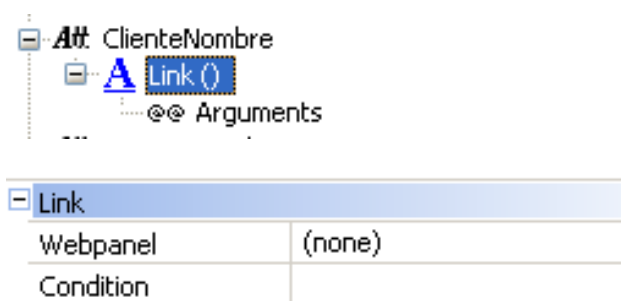 Att ClienteNombre
A Link ()
@@ Arguments
Link
Webpanel (none)
Condition